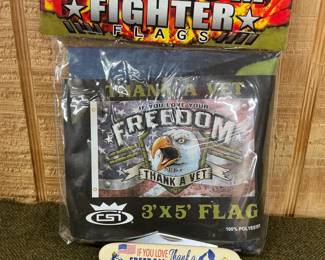 FIGHTER
FLAGS
THANK A VET
IF YOU LOVE YOUR
FREEDOM
THANK A VET
CSI
3'X5' FLAG
100% POLYESTER
IF YOU LOVE
Thank a